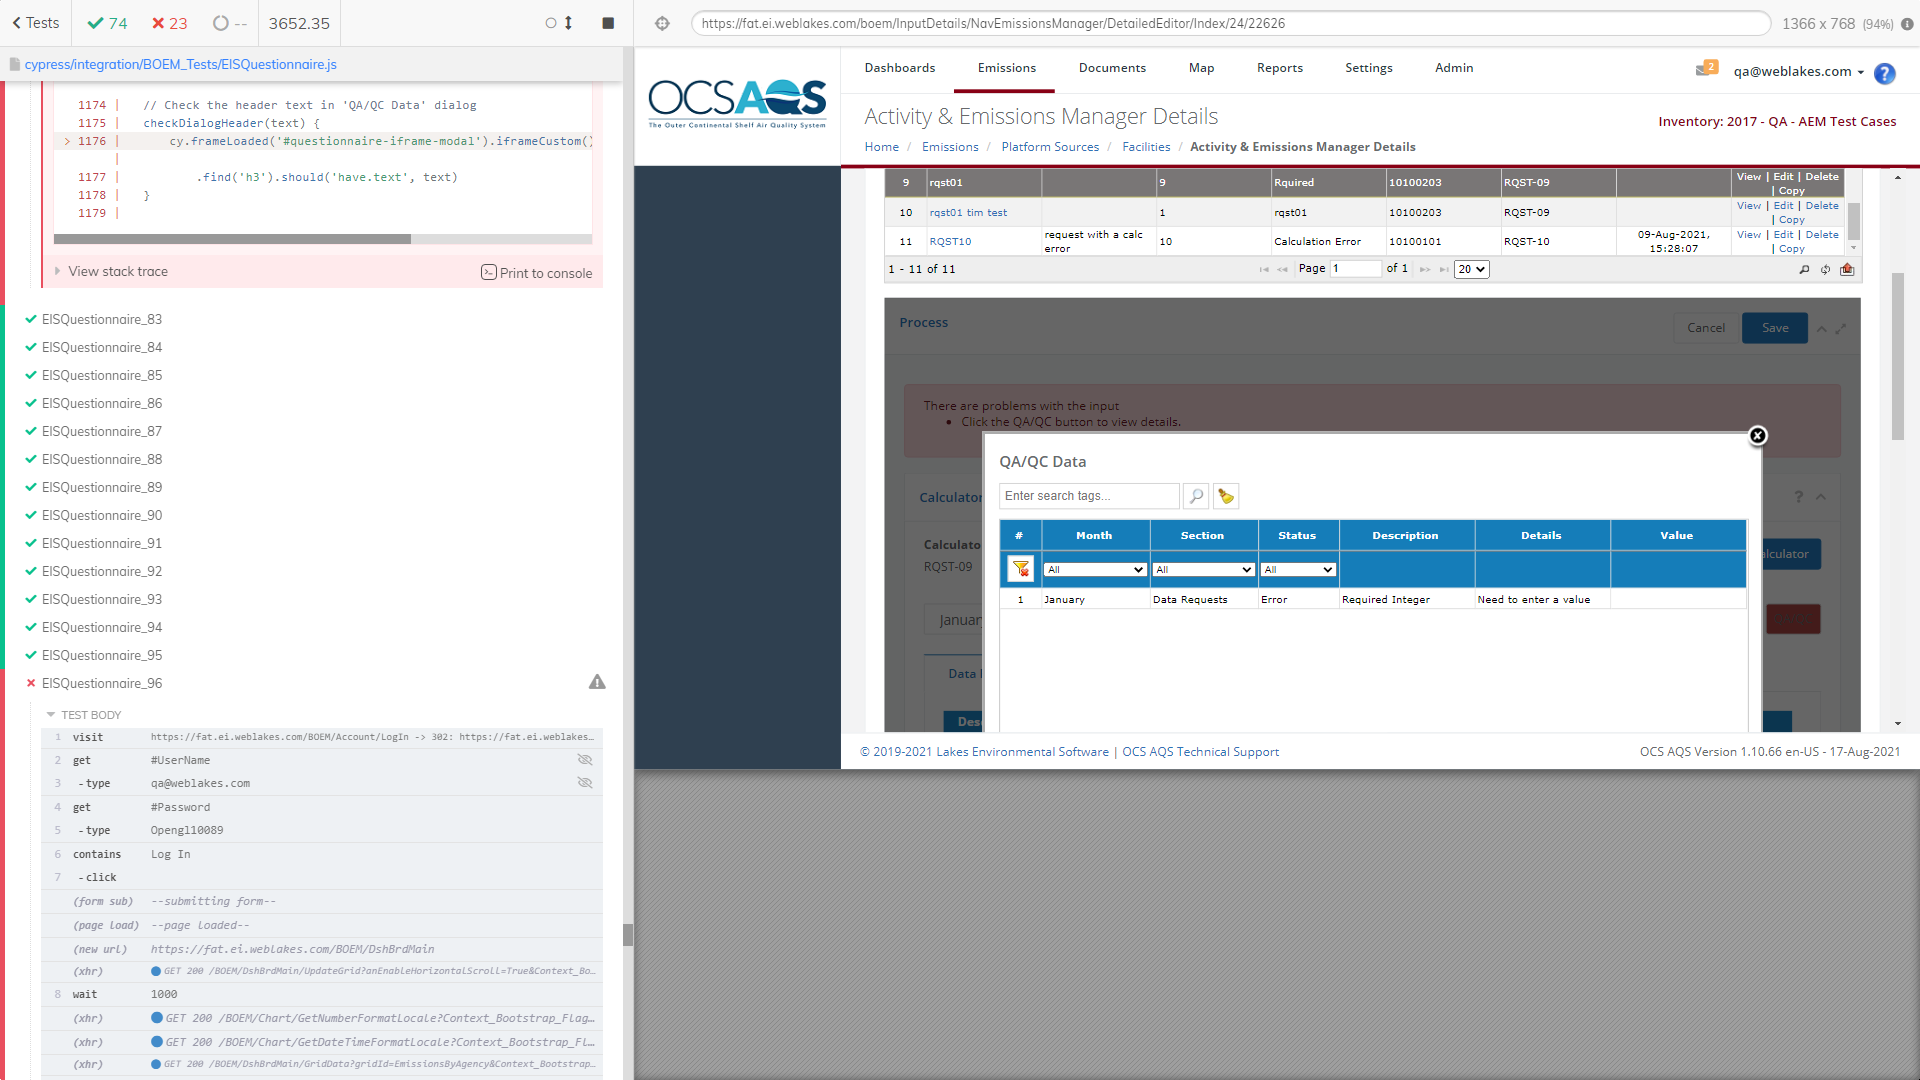 Tests
74
23
--
3652.35
cypress/integration/BOEM_Tests/EISQuestionnaire.js
1174 |   // Check the header text in 'QA/QC Data' dialog
1175 |   checkDialogHeader(text) {
> 1176 |      cy.frameLoaded('#questionnaire-iframe-modal').iframeCustom()
|
1177 |         .find('h3').should('have.text', text)
1178 |   }
1179 |
View stack trace
Print to console
EISQuestionnaire_83
EISQuestionnaire_84
EISQuestionnaire_85
EISQuestionnaire_86
EISQuestionnaire_87
EISQuestionnaire_88
EISQuestionnaire_89
EISQuestionnaire_90
EISQuestionnaire_91
EISQuestionnaire_92
EISQuestionnaire_93
EISQuestionnaire_94
EISQuestionnaire_95
EISQuestionnaire_96
TEST BODY
1 visit https://fat.ei.weblakes.com/BOEM/Account/LogIn -> 302: https://fat.ei.weblakes...
2 get #UserName
3 -type qa@weblakes.com
4 get #Password
5 -type Opengl10089
6 contains Log In
7 -click
(form sub) --submitting form--
(page load) --page loaded--
(new url) https://fat.ei.weblakes.com/BOEM/DshBrdMain
(xhr) GET 200 /BOEM/DshBrdMain/UpdateGrid?anEnableHorizontalScroll=True&Context_Bo...
8 wait 1000
(xhr) GET 200 /BOEM/Chart/GetNumberFormatLocale?Context_Bootstrap_Flag...
(xhr) GET 200 /BOEM/Chart/GetDateTimeFormatLocale?Context_Bootstrap_Fl...
(xhr) GET 200 /BOEM/DshBrdMain/GridData?gridId=EmissionsByAgency&Context_Bootstrap...
https://fat.ei.weblakes.com/boem/InputDetails/NavEmissionsManager/DetailedEditor/Index/24/22626
1366 x 768 (94%)
OCSAQS
The Outer Continental Shelf Air Quality System
Dashboards Emissions Documents Map Reports Settings Admin
2
qa@weblakes.com
?
Activity & Emissions Manager Details
Inventory: 2017 - QA - AEM Test Cases
Home / Emissions / Platform Sources / Facilities / Activity & Emissions Manager Details
9 rqst01 9 Rquired 10100203 RQST-09 View | Edit | Delete | Copy
10 rqst01 tim test 1 rqst01 10100203 RQST-09 View | Edit | Delete | Copy
11 RQST10 request with a calc error 10 Calculation Error 10100101 RQST-10 09-Aug-2021, 15:28:07 View | Edit | Delete | Copy
1 - 11 of 11
Page 1 of 1 20
Process
Cancel
Save
There are problems with the input
• Click the QA/QC button to view details.
Calculator
?
Calculato
RQST-09
alculator
Januar
Data
Des
QA/QC Data
Enter search tags...
# Month Section Status Description Details Value
All All All
1 January Data Requests Error Required Integer Need to enter a value
© 2019-2021 Lakes Environmental Software | OCS AQS Technical Support
OCS AQS Version 1.10.66 en-US - 17-Aug-2021